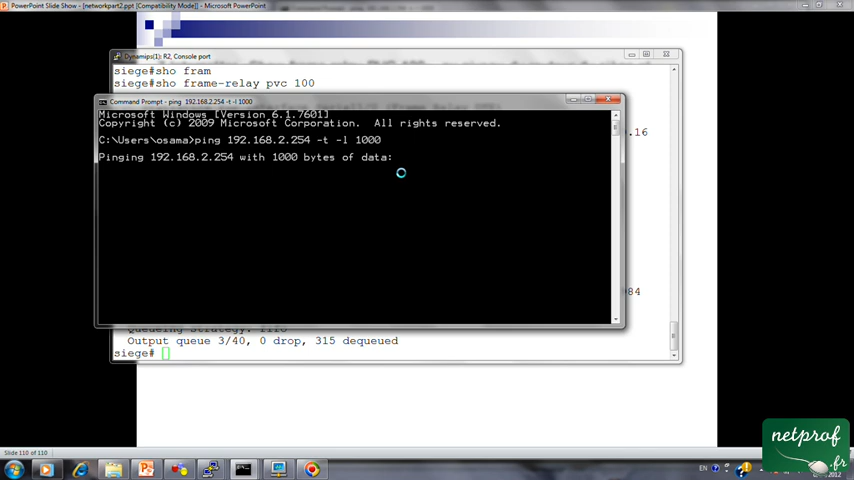 PowerPoint Slide Show - [networkpart2.ppt [Compatibility Mode]] - Microsoft PowerPoint
Dynamips(1): R2, Console port
siege#sho fram
siege#sho frame-relay pvc 100
Command Prompt - ping 192.168.2.254 -t -l 1000
Microsoft Windows [Version 6.1.7601]
Copyright (c) 2009 Microsoft Corporation. All rights reserved.
0.16
C:\Users\osama>ping 192.168.2.254 -t -l 1000
Pinging 192.168.2.254 with 1000 bytes of data:
084
Output queue 3/40, 0 drop, 315 dequeued
siege#
netprof
.fr
Slide 110 of 110
EN